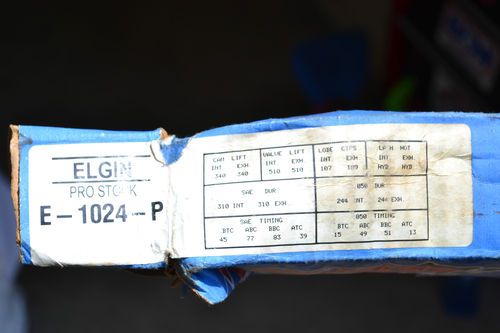 ELGIN
PRO STOCK
E-1024-P
CAM LIFT VALVE LIFT LOBE C/PS LASH HOT
INT EXH INT EXH INT EXH INT EXH
340 340 510 510 107 109 HYD HYD
SAE DUR 050 DUR
310 INT 310 EXH 244 INT 244 EXH
SAE TIMING 050 TIMING
BTC ABC BBC ATC BTC ABC BBC ATC
45 77 83 39 15 49 51 13